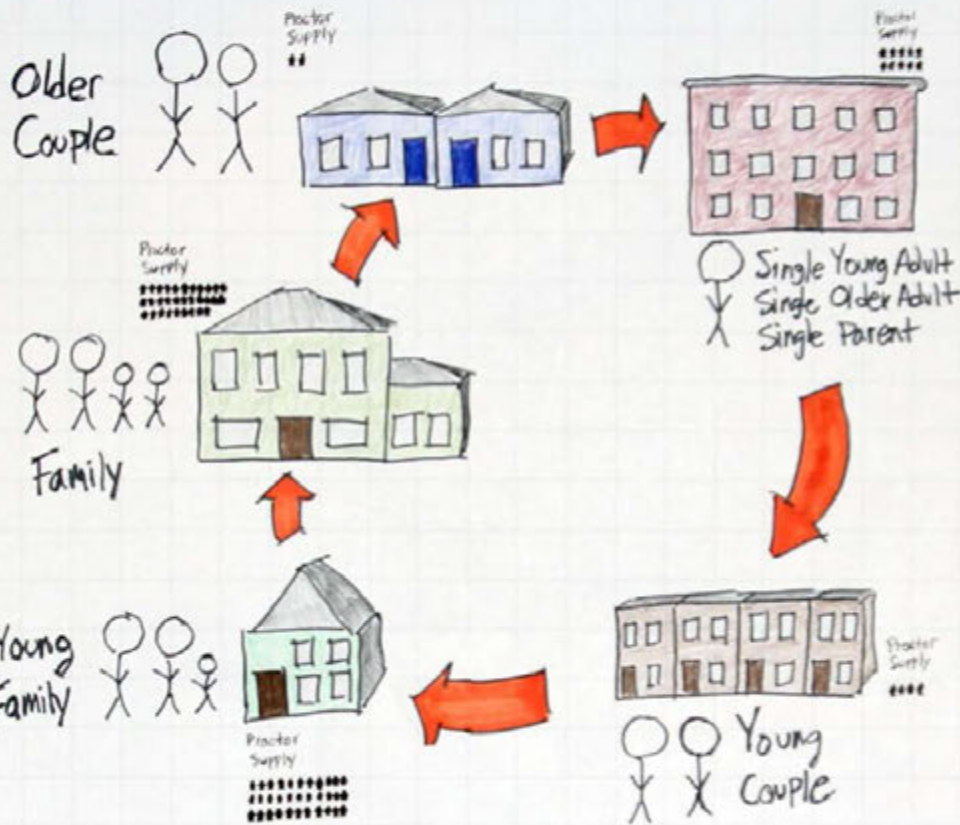 Older
Couple
Proctor
Supply
Proctor
Supply
Single Young Adult
Single Older Adult
Single Parent
Proctor
Supply
Family
Young
Family
Proctor
Supply
Proctor
Supply
Young
Couple